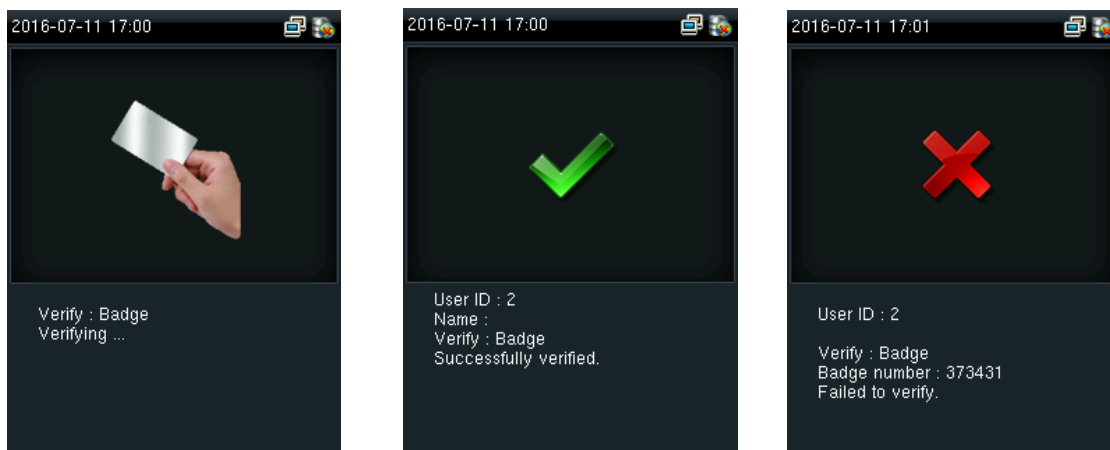 2016-07-11 17:00
Verify : Badge
Verifying ...
2016-07-11 17:00
User ID : 2
Name :
Verify : Badge
Successfully verified.
2016-07-11 17:01
User ID : 2
Verify : Badge
Badge number : 373431
Failed to verify.